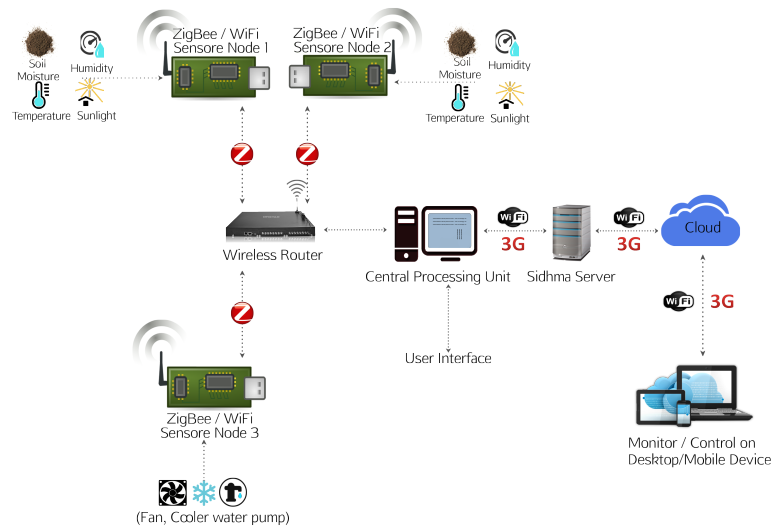 ZigBee / WiFi
Sensore Node 1
ZigBee / WiFi
Sensore Node 2
Soil
Moisture
Humidity
Temperature
Sunlight
Soil
Moisture
Humidity
Temperature
Sunlight
Z
Z
Wireless Router
Wi Fi
3G
Wi Fi
3G
Cloud
Central Processing Unit
Sidhma Server
Z
Wi Fi
3G
User Interface
ZigBee / WiFi
Sensore Node 3
Monitor / Control on
Desktop/Mobile Device
(Fan, Cooler water pump)